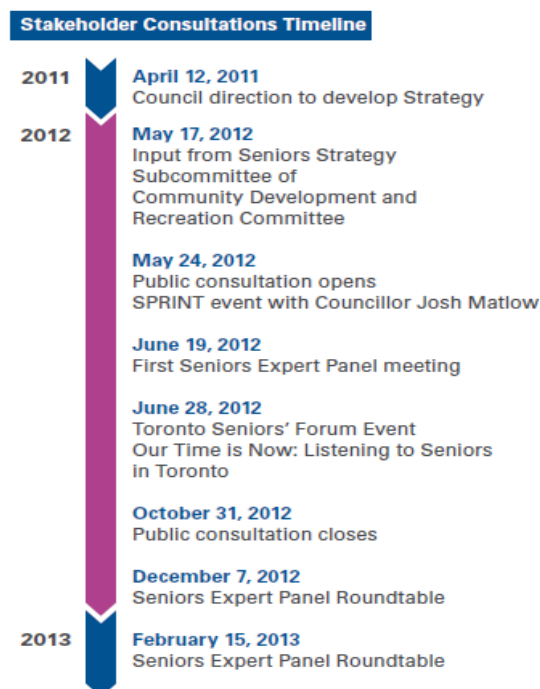 Stakeholder Consultations Timeline
2011
April 12, 2011
Council direction to develop Strategy
2012
May 17, 2012
Input from Seniors Strategy
Subcommittee of
Community Development and
Recreation Committee
May 24, 2012
Public consultation opens
SPRINT event with Councillor Josh Matlow
June 19, 2012
First Seniors Expert Panel meeting
June 28, 2012
Toronto Seniors' Forum Event
Our Time is Now: Listening to Seniors
in Toronto
October 31, 2012
Public consultation closes
December 7, 2012
Seniors Expert Panel Roundtable
2013
February 15, 2013
Seniors Expert Panel Roundtable